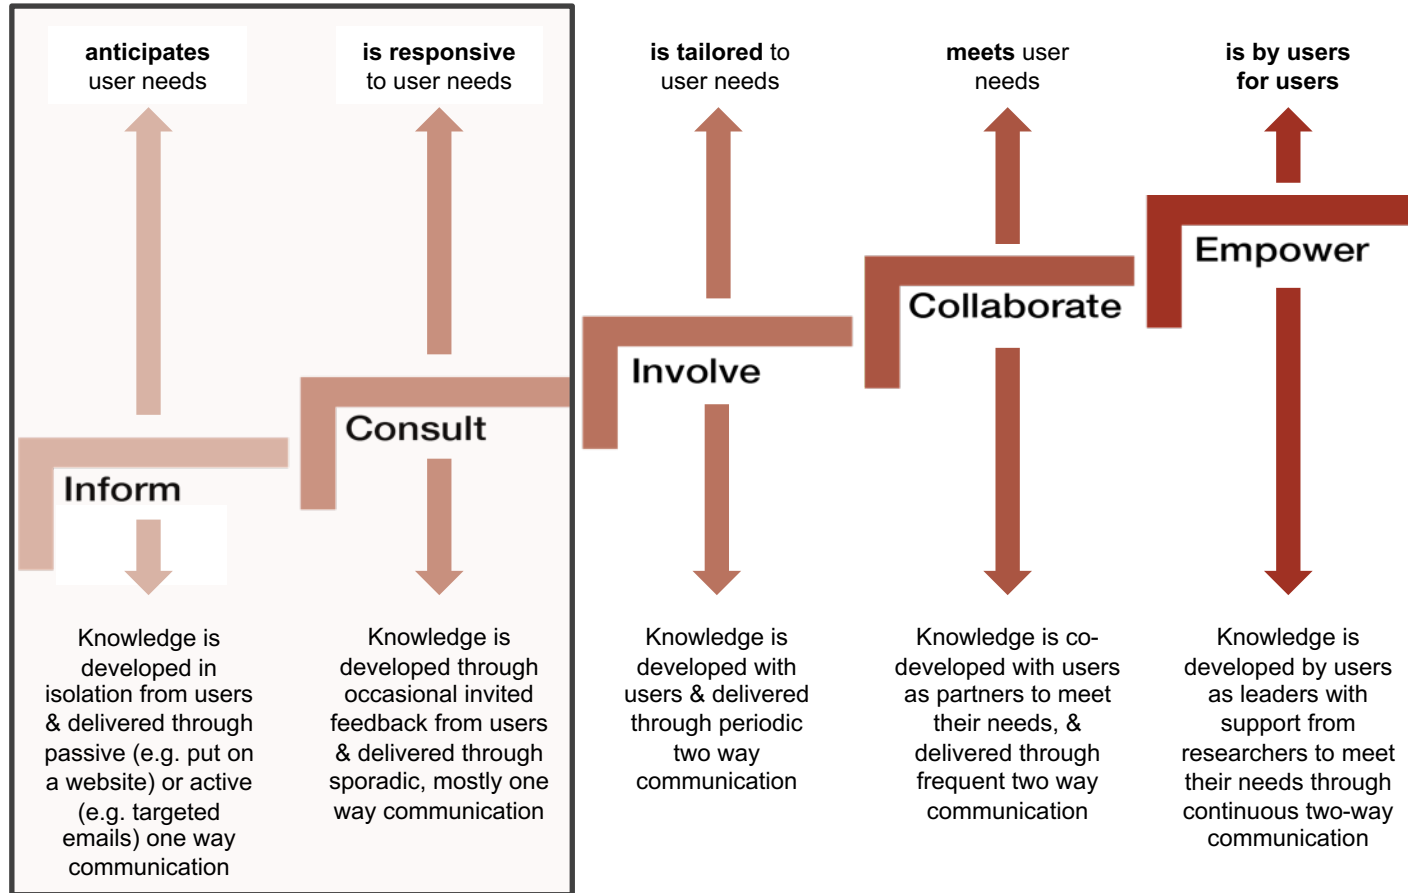 anticipates
user needs
is responsive
to user needs
is tailored to
user needs
meets user
needs
is by users
for users
Inform
Consult
Involve
Collaborate
Empower
Knowledge is
developed in
isolation from users
& delivered through
passive (e.g. put on
a website) or active
(e.g. targeted
emails) one way
communication
Knowledge is
developed through
occasional invited
feedback from users
& delivered through
sporadic, mostly one
way communication
Knowledge is
developed with
users & delivered
through periodic
two way
communication
Knowledge is co-
developed with users
as partners to meet
their needs, &
delivered through
frequent two way
communication
Knowledge is
developed by users
as leaders with
support from
researchers to meet
their needs through
continuous two-way
communication